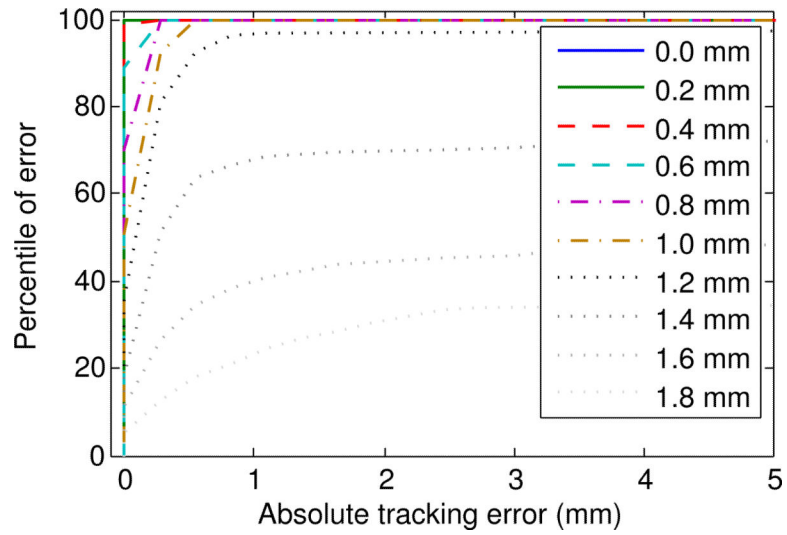 100
80
60
40
20
0
Percentile of error
0 1 2 3 4 5
Absolute tracking error (mm)
0.0 mm
0.2 mm
0.4 mm
0.6 mm
0.8 mm
1.0 mm
1.2 mm
1.4 mm
1.6 mm
1.8 mm